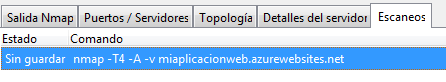 Salida Nmap Puertos / Servidores Topología Detalles del servidor Escaneos
Estado Comando
Sin guardar nmap -T4 -A -v miaplicacionweb.azurewebsites.net